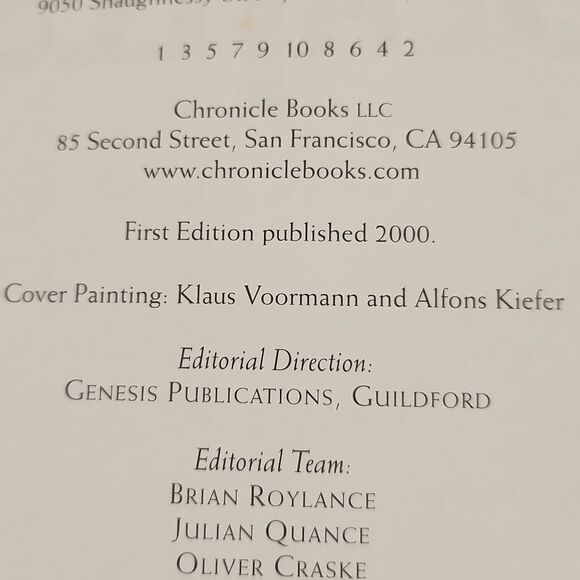 9050 Shaughnessy
1 3 5 7 9 10 8 6 4 2
Chronicle Books LLC
85 Second Street, San Francisco, CA 94105
www.chroniclebooks.com
First Edition published 2000.
Cover Painting: Klaus Voormann and Alfons Kiefer
Editorial Direction:
GENESIS PUBLICATIONS, GUILDFORD
Editorial Team:
BRIAN ROYLANCE
JULIAN QUANCE
OLIVER CRASKE